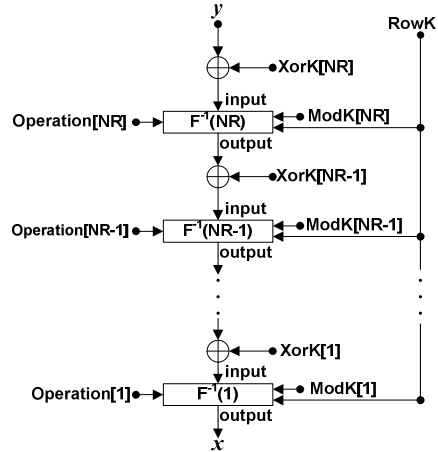 y
RowK
XorK[NR]
input
Operation[NR]
F⁻¹(NR)
ModK[NR]
output
XorK[NR-1]
input
Operation[NR-1]
F⁻¹(NR-1)
ModK[NR-1]
output
XorK[1]
input
Operation[1]
F⁻¹(1)
ModK[1]
output
x